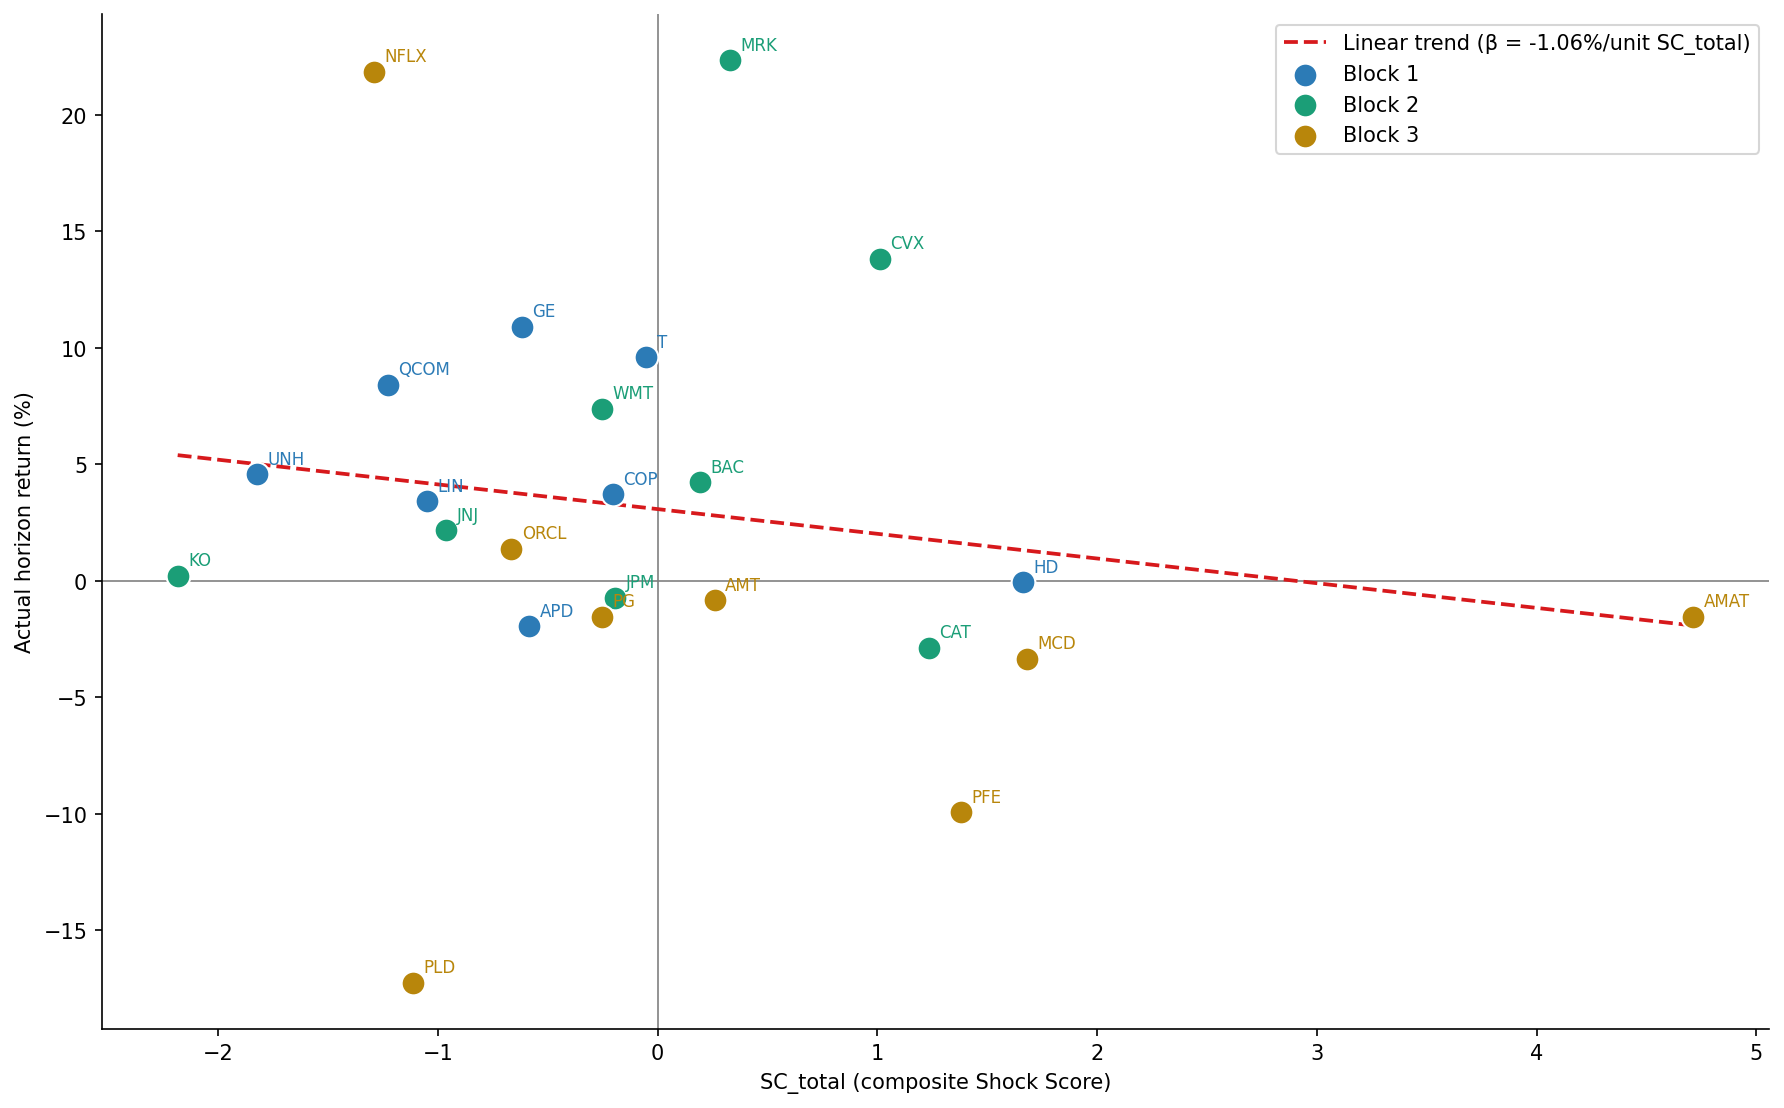 Linear trend (β = -1.06%/unit SC_total)
Block 1
Block 2
Block 3
NFLX
MRK
CVX
GE
T
QCOM
WMT
UNH
BAC
COP
LIN
JNJ
ORCL
KO
HD
JPM
AMT
PG
APD
AMAT
CAT
MCD
PFE
PLD
20
15
10
5
0
−5
−10
−15
Actual horizon return (%)
−2
−1
0
1
2
3
4
5
SC_total (composite Shock Score)